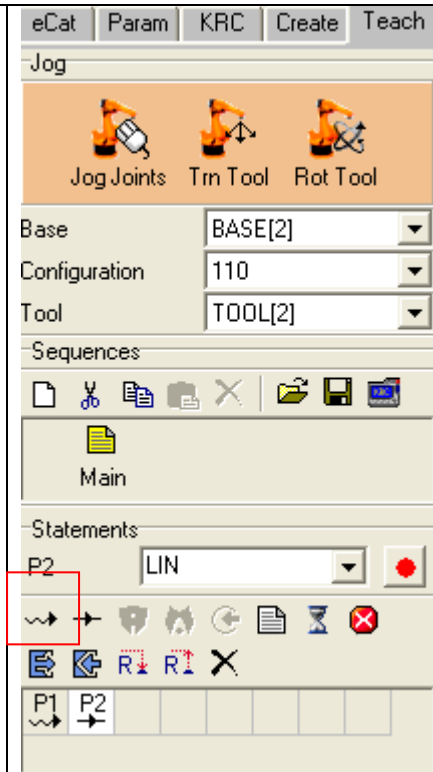 eCat Param KRC Create Teach
Jog
Jog Joints Trn Tool Rot Tool
Base BASE[2]
Configuration 110
Tool TOOL[2]
Sequences
Main
Statements
P2 LIN
R R
P1 P2